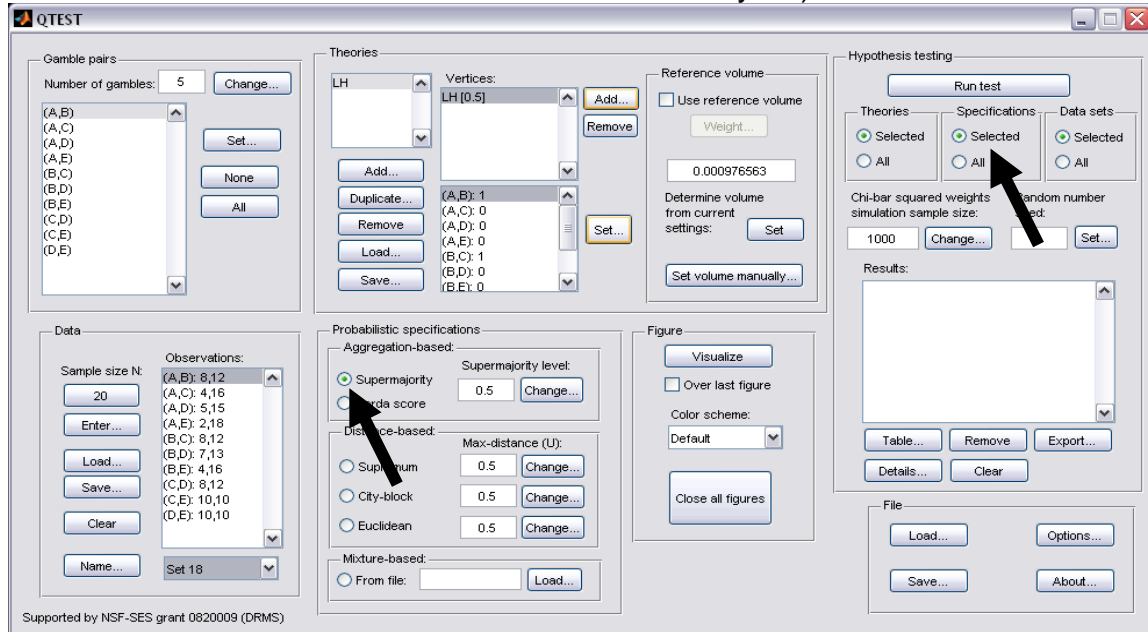 QTEST
Gamble pairs
Number of gambles: 5 Change...
(A,B)
(A,C)
(A,D)
(A,E)
(B,C)
(B,D)
(B,E)
(C,D)
(C,E)
(D,E)
Set...
None
All
Theories
LH
Add...
Duplicate...
Remove
Load...
Save...
Vertices:
LH [0.5]
Add...
Remove
(A,B): 1
(A,C): 0
(A,D): 0
(A,E): 0
(B,C): 1
(B,D): 0
(B,E): 0
Set...
Reference volume
Use reference volume
Weight...
0.000976563
Determine volume
from current
settings: Set
Set volume manually...
Hypothesis testing
Run test
Theories
Selected
All
Specifications
Selected
All
Data sets
Selected
All
Chi-bar squared weights
simulation sample size:
1000 Change...
Random number
Set...
Results:
Table... Remove Export...
Details... Clear
Data
Sample size N:
20
Enter...
Load...
Save...
Clear
Name...
Observations:
(A,B): 8,12
(A,C): 4,16
(A,D): 5,15
(A,E): 2,18
(B,C): 8,12
(B,D): 7,13
(B,E): 4,16
(C,D): 8,12
(C,E): 10,10
(D,E): 10,10
Set 18
Probabilistic specifications
Aggregation-based:
Supermajority
Supermajority level:
0.5 Change...
score
Distance-based:
Max-distance (U):
0.5 Change...
City-block 0.5 Change...
Euclidean 0.5 Change...
Mixture-based:
From file: Load...
Figure
Visualize
Over last figure
Color scheme:
Default
Close all figures
File
Load... Options...
Save... About...
Supported by NSF-SES grant 0820009 (DRMS)